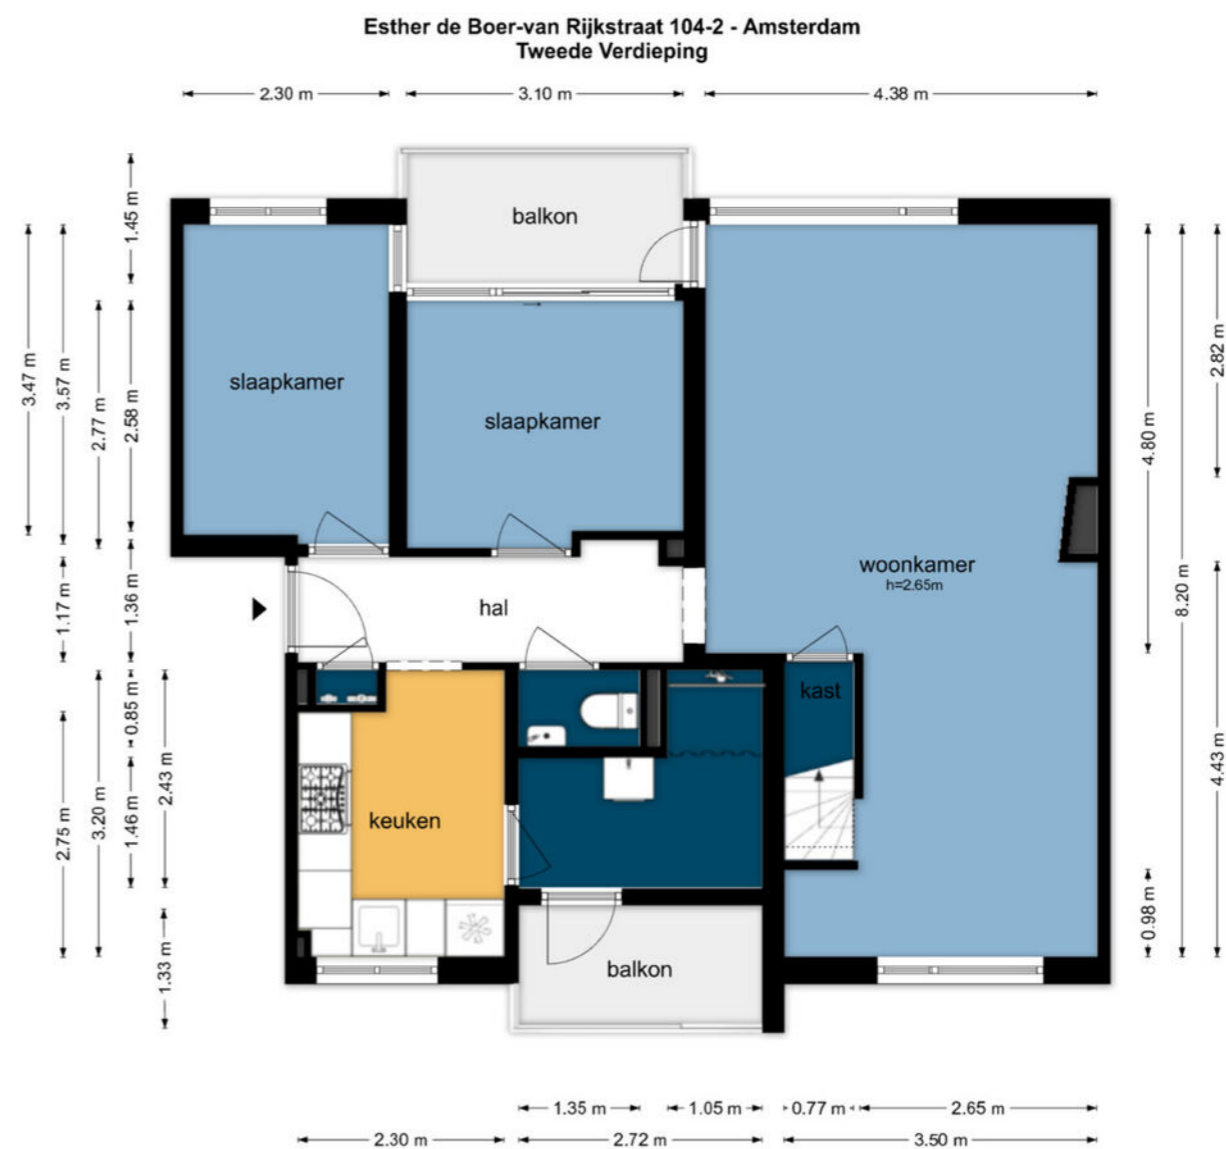 Esther de Boer-van Rijkstraat 104-2 - Amsterdam
Tweede Verdieping
2.30 m
3.10 m
4.38 m
1.45 m
balkon
3.47 m
3.57 m
2.77 m
2.58 m
slaapkamer
slaapkamer
4.80 m
8.20 m
2.82 m
woonkamer
h=2.65m
1.17 m
1.36 m
hal
kast
0.85 m
2.43 m
2.75 m
3.20 m
1.46 m
keuken
4.43 m
0.98 m
1.33 m
balkon
1.35 m
1.05 m
0.77 m
2.65 m
2.30 m
2.72 m
3.50 m